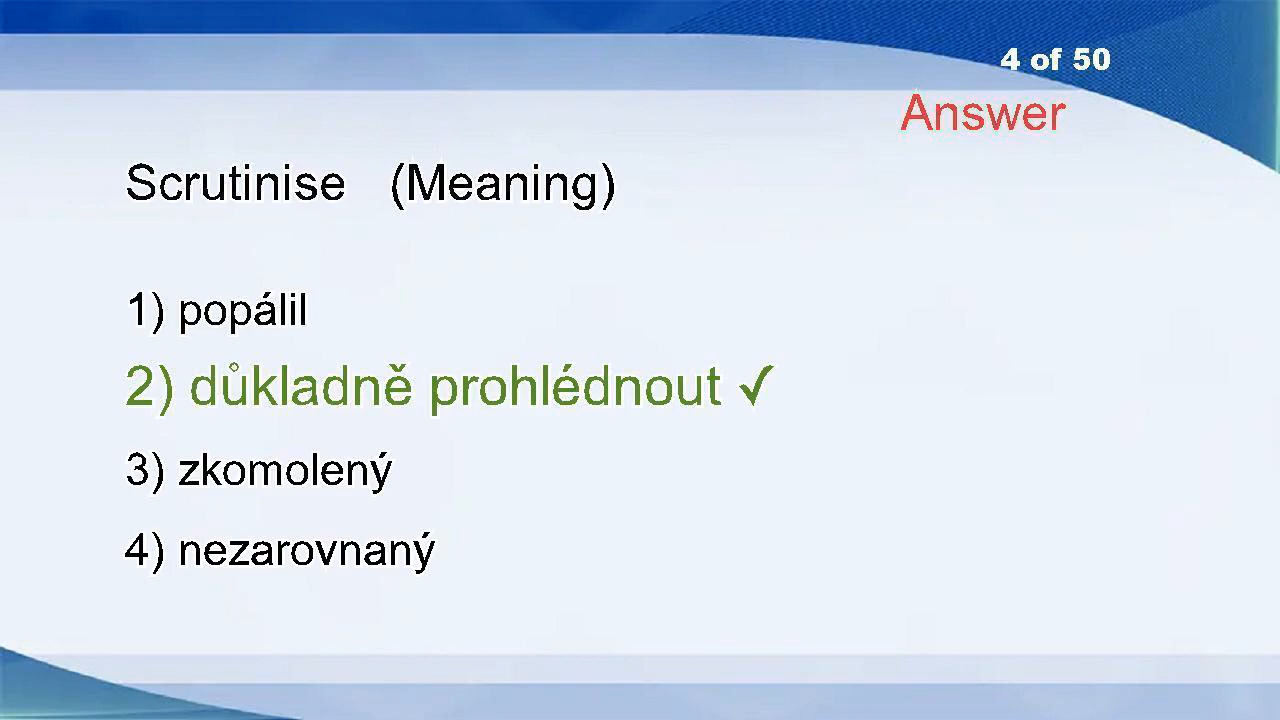 4 of 50
Answer
Scrutinise (Meaning)
1) popálil
2) důkladně prohlédnout ✓
3) zkomolený
4) nezarovnaný